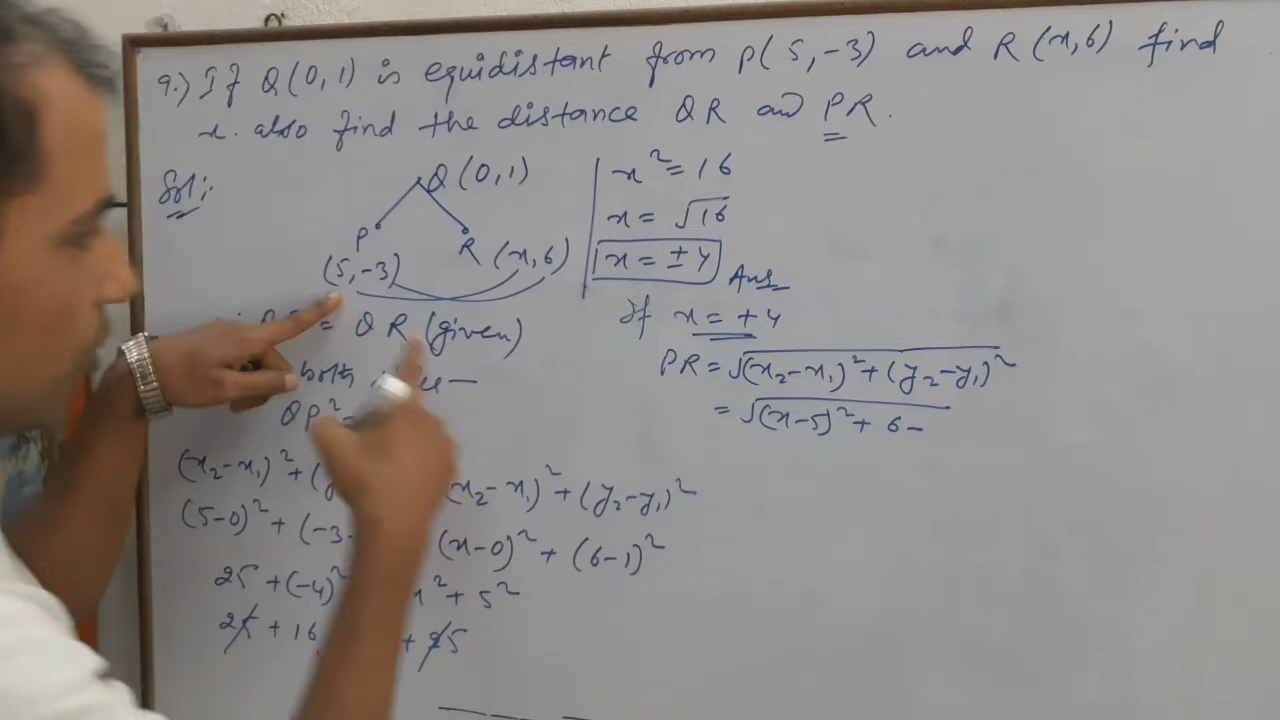 9.) If Q(0,1) is equidistant from P(5,-3) and R(x,6) find
x. also find the distance QR and PR.
Sol:
Q(0,1)
P
R (x,6)
(5,-3)
= QR (given)
both
QP²=
(x₂-x₁)²+( (x₂-x₁)²+(y₂-y₁)²
(5-0)²+(-3- (x-0)²+(6-1)²
25+(-4)² x²+5²
25+16 +25
x²=16
x=√16
x=±4
Ans
If x=+4
PR=√(x₂-x₁)²+(y₂-y₁)²
=√(x-5)²+6-